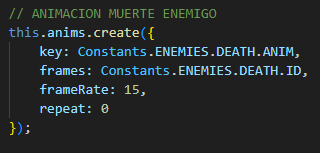 // ANIMACION MUERTE ENEMIGO
this.anims.create({
key: Constants.ENEMIES.DEATH.ANIM,
frames: Constants.ENEMIES.DEATH.ID,
frameRate: 15,
repeat: 0
});